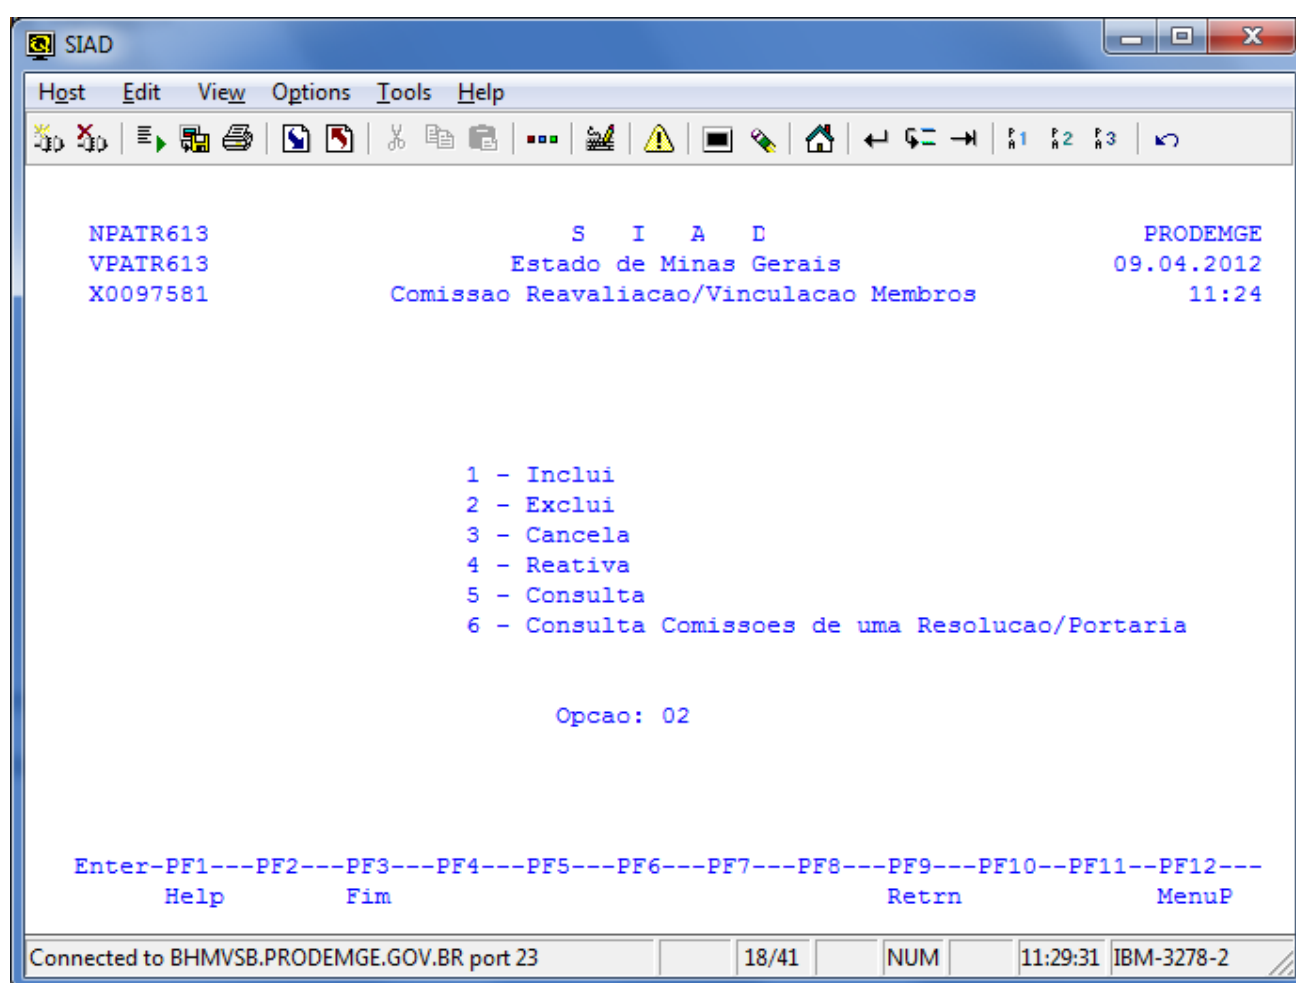 SIAD
Host Edit View Options Tools Help
NPATR613 S I A D PRODEMGE
VPATR613 Estado de Minas Gerais 09.04.2012
X0097581 Comissao Reavaliacao/Vinculacao Membros 11:24
1 - Inclui
2 - Exclui
3 - Cancela
4 - Reativa
5 - Consulta
6 - Consulta Comissoes de uma Resolucao/Portaria
Opcao: 02
Enter-PF1---PF2---PF3---PF4---PF5---PF6---PF7---PF8---PF9---PF10--PF11--PF12---
Help Fim Retrn MenuP
Connected to BHMVSB.PRODEMGE.GOV.BR port 23 18/41 NUM 11:29:31 IBM-3278-2